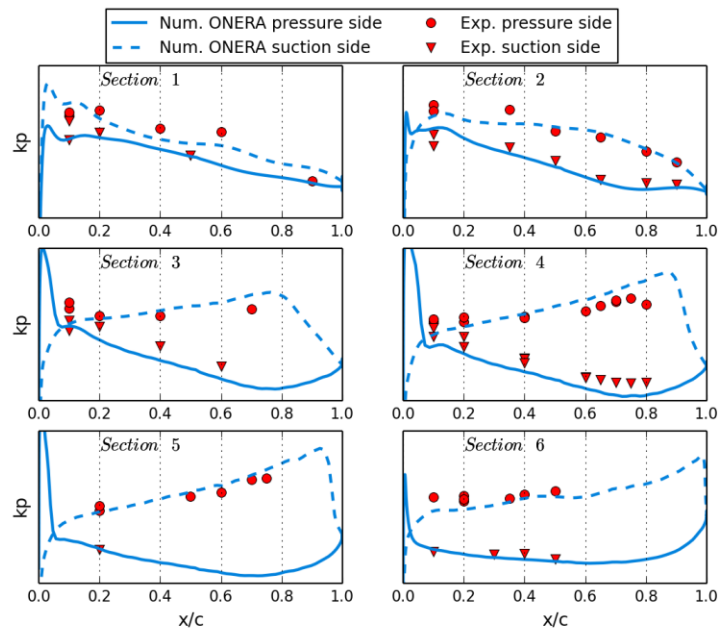 Num. ONERA pressure side Exp. pressure side
Num. ONERA suction side Exp. suction side
Section 1 Section 2
kp
0.0 0.2 0.4 0.6 0.8 1.0 0.0 0.2 0.4 0.6 0.8 1.0
Section 3 Section 4
kp
0.0 0.2 0.4 0.6 0.8 1.0 0.0 0.2 0.4 0.6 0.8 1.0
Section 5 Section 6
kp
0.0 0.2 0.4 0.6 0.8 1.0 0.0 0.2 0.4 0.6 0.8 1.0
x/c x/c